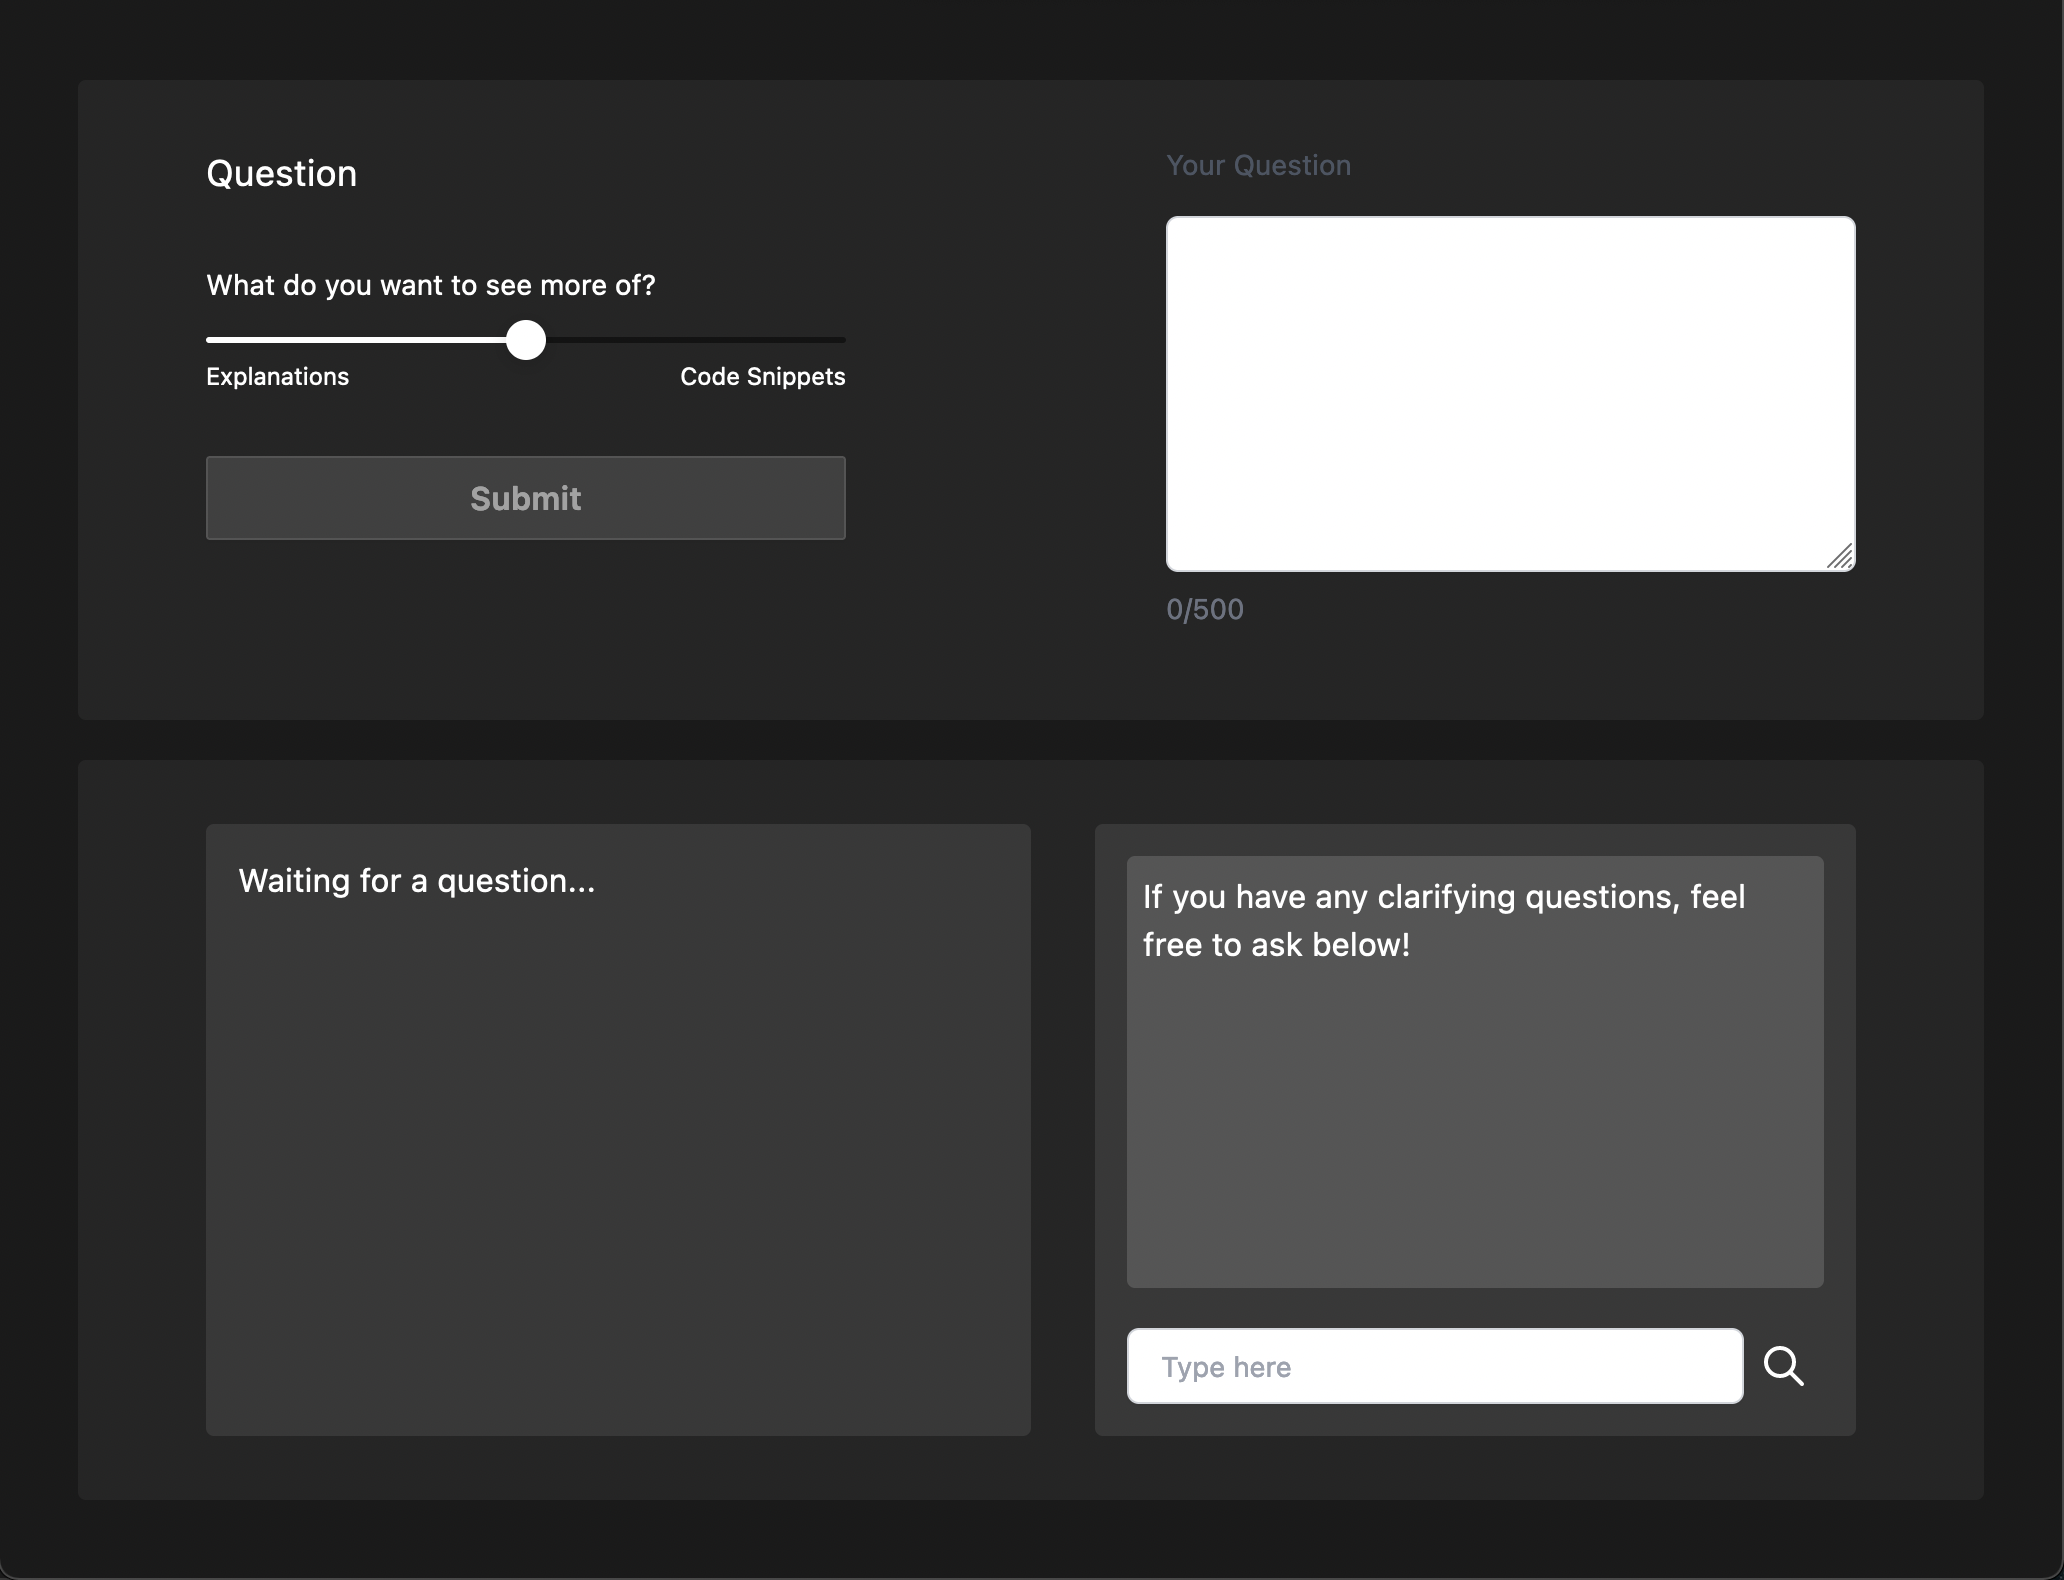 Question
What do you want to see more of?
Explanations
Code Snippets
Submit
Your Question
0/500
Waiting for a question...
If you have any clarifying questions, feel
free to ask below!
Type here